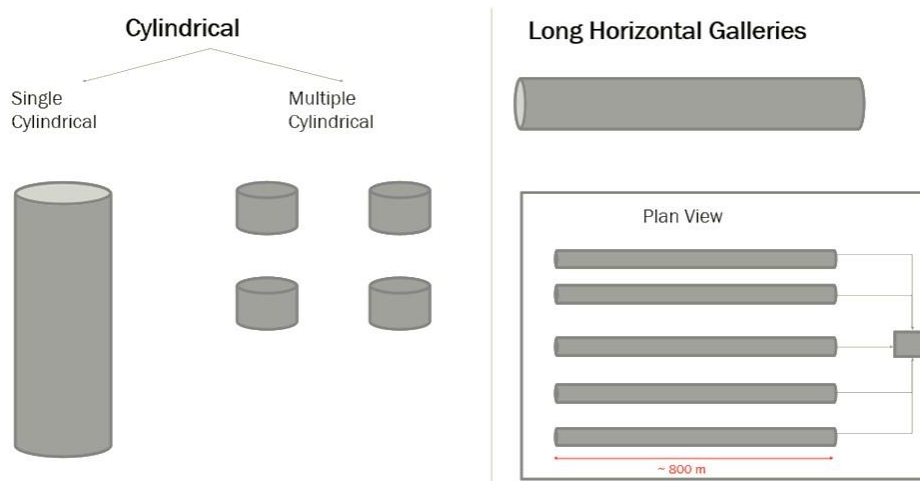 Cylindrical
Single
Cylindrical
Multiple
Cylindrical
Long Horizontal Galleries
Plan View
~ 800 m